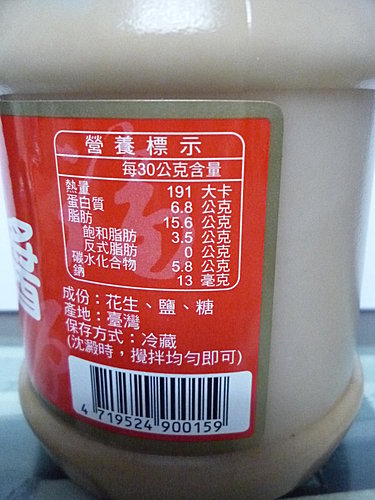 營養標示
每30公克含量
熱量 191 大卡
蛋白質 6.8 公克
脂肪 15.6 公克
飽和脂肪 3.5 公克
反式脂肪 0 公克
碳水化合物 5.8 公克
鈉 13 毫克
成份：花生、鹽、糖
產地：臺灣
保存方式：冷藏
(沈澱時，攪拌均勻即可)
4 719524 900159